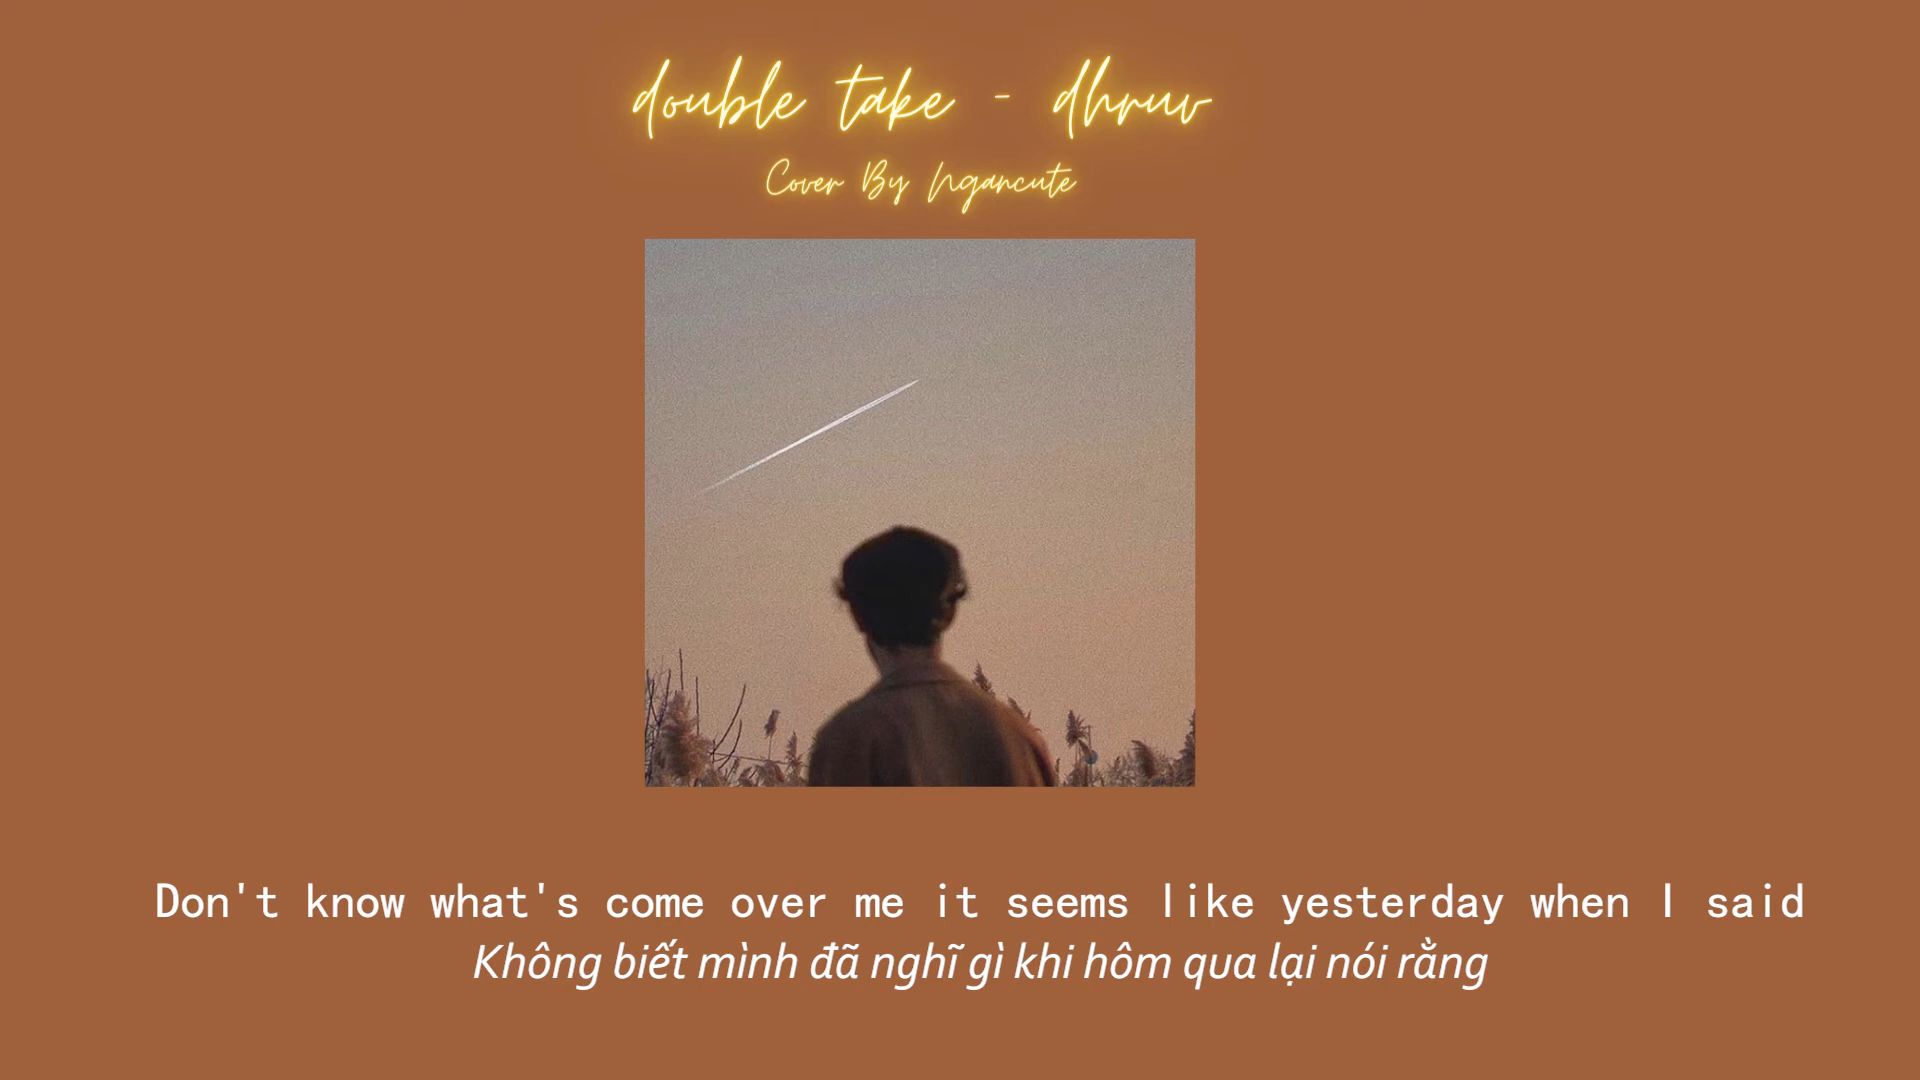 double take - dhruv
Cover By Ngancute
Don't know what's come over me it seems like yesterday when I said
Không biết mình đã nghĩ gì khi hôm qua lại nói rằng